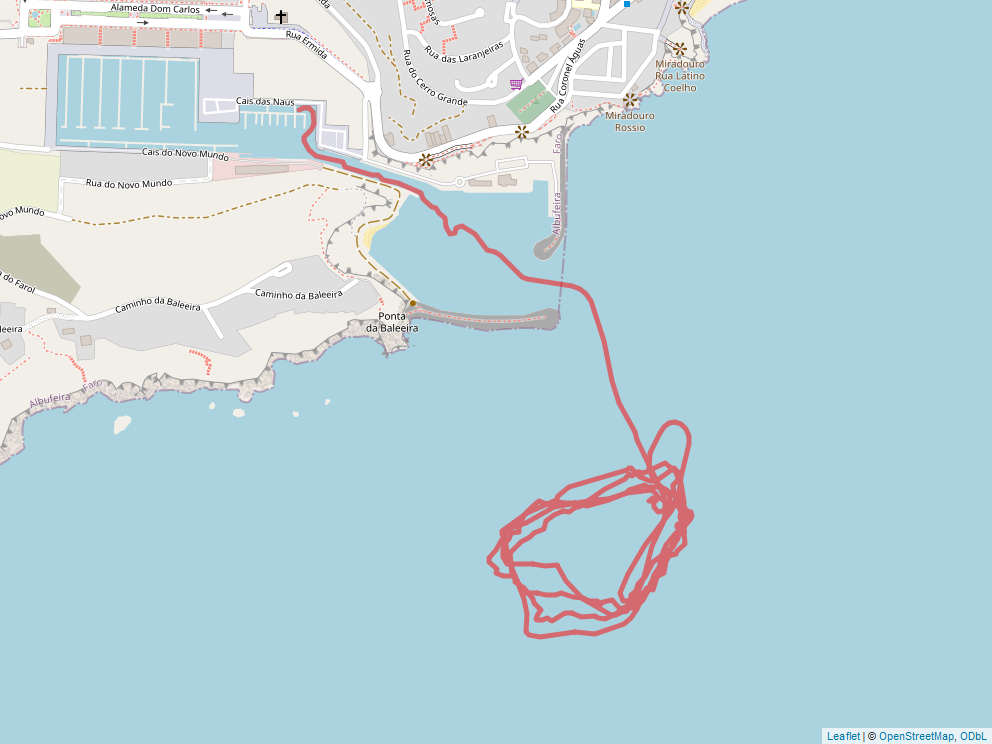 Alameda Dom Carlos
Rua Ermida
Rua das Laranjeiras
Rua do Cerro Grande
Rua Coronel Águas
Miradouro
Rua Latino
Coelho
Miradouro
Rossio
Cais das Naus
Cais do Novo Mundo
Rua do Novo Mundo
ovo Mundo
Faro
Albufeira
a do Farol
Caminho da Baleeira
Caminho da Baleeira
leeira
Ponta
da Baleeira
Albufeira
Faro
Leaflet | © OpenStreetMap, ODbL